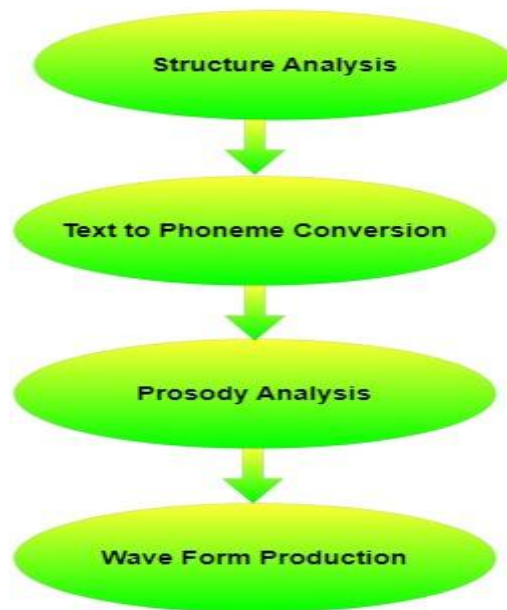 Structure Analysis
Text to Phoneme Conversion
Prosody Analysis
Wave Form Production